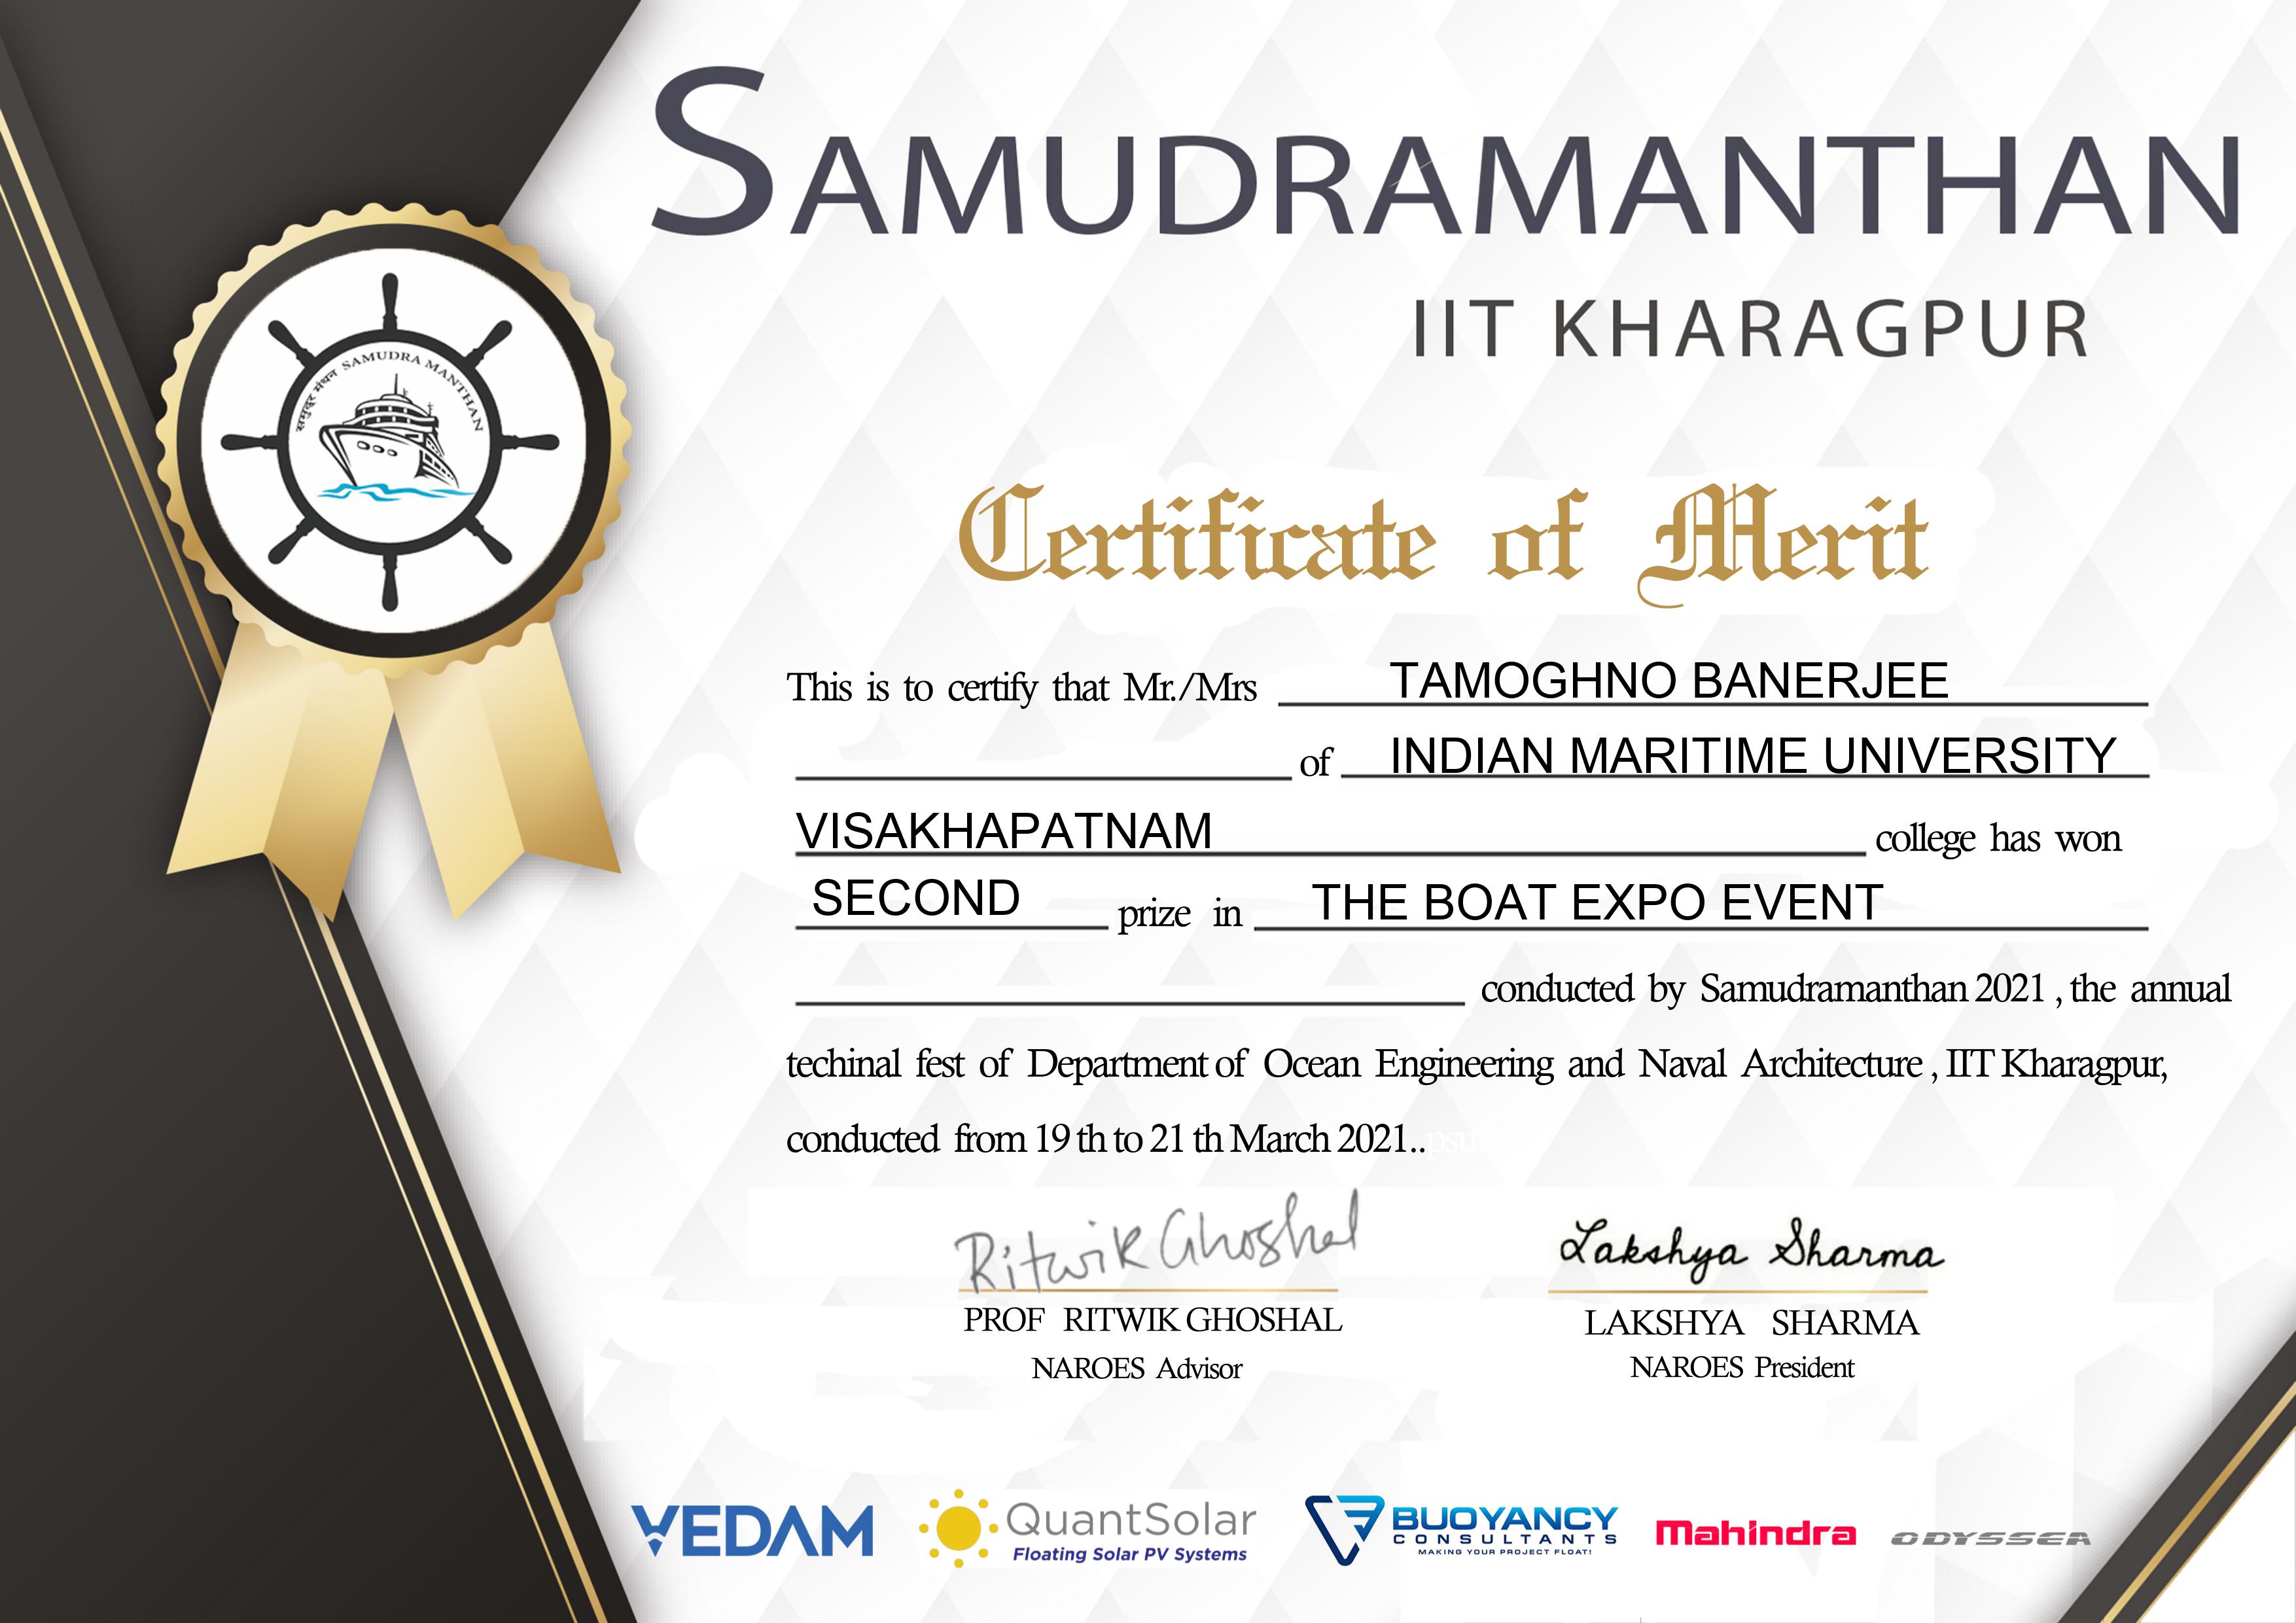 SAMUDRAMANTHAN
IIT KHARAGPUR
समुद्र मंथन SAMUDRA MANTHAN
Certificate of Merit
This is to certify that Mr./Mrs TAMOGHNO BANERJEE
of INDIAN MARITIME UNIVERSITY
VISAKHAPATNAM college has won
SECOND prize in THE BOAT EXPO EVENT
conducted by Samudramanthan 2021 , the annual
techinal fest of Department of Ocean Engineering and Naval Architecture , IIT Kharagpur,
conducted from 19 th to 21 th March 2021..psu
Ritwik Ghoshal Lakshya Sharma
PROF RITWIK GHOSHAL LAKSHYA SHARMA
NAROES Advisor NAROES President
VEDAM QuantSolar BUOYANCY Mahindra ODYSSEA
Floating Solar PV Systems CONSULTANTS
MAKING YOUR PROJECT FLOAT!